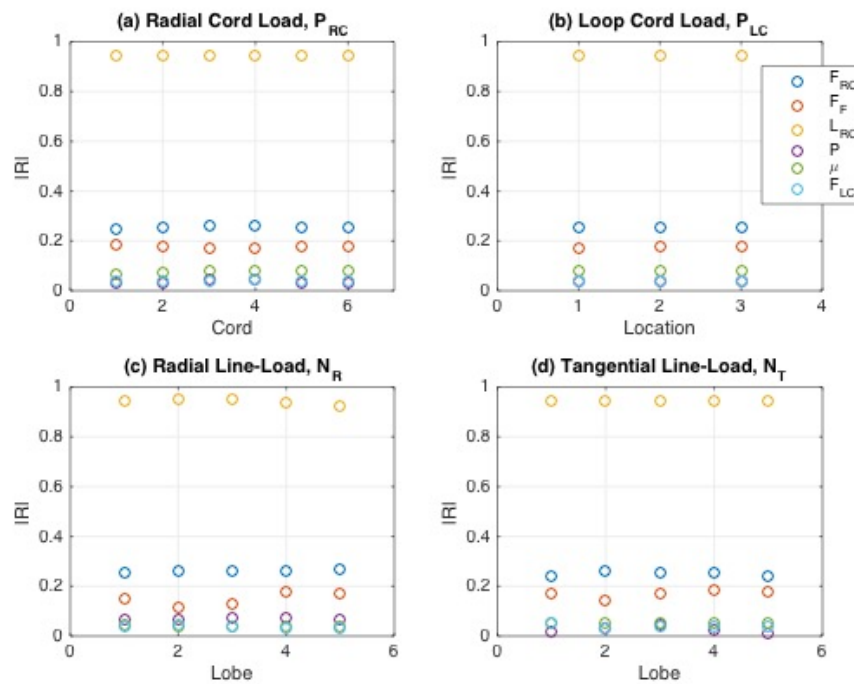 (a) Radial Cord Load, P_RC
1
0.8
0.6
0.4
0.2
0
|R|
0 2 4 6
Cord
(b) Loop Cord Load, P_LC
1
0.8
0.6
0.4
0.2
0
|R|
0 1 2 3 4
Location
F_RC
F_F
L_RC
P
μ
F_LC
(c) Radial Line-Load, N_R
1
0.8
0.6
0.4
0.2
0
|R|
0 2 4 6
Lobe
(d) Tangential Line-Load, N_T
1
0.8
0.6
0.4
0.2
0
|R|
0 2 4 6
Lobe